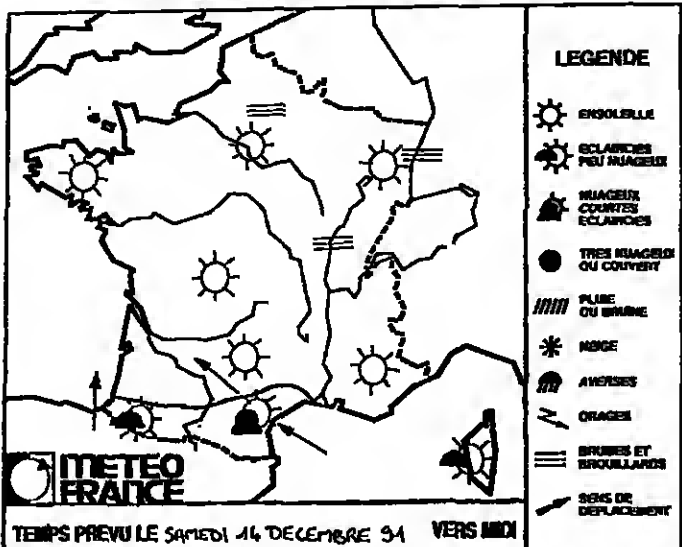 LEGENDE
ENSOLEILLE
ECLAIRCIES
PEU NUAGEUX
NUAGEUX
COURTES
ECLAIRCIES
TRES NUAGEUX
OU COUVERT
PLUIE
OU BRUINE
NEIGE
AVERSES
ORAGES
BRUMES ET
BROUILLARDS
SENS DE
DEPLACEMENT
METEO
FRANCE
TEMPS PREVU LE SAMEDI 14 DECEMBRE 91 VERS MIDI